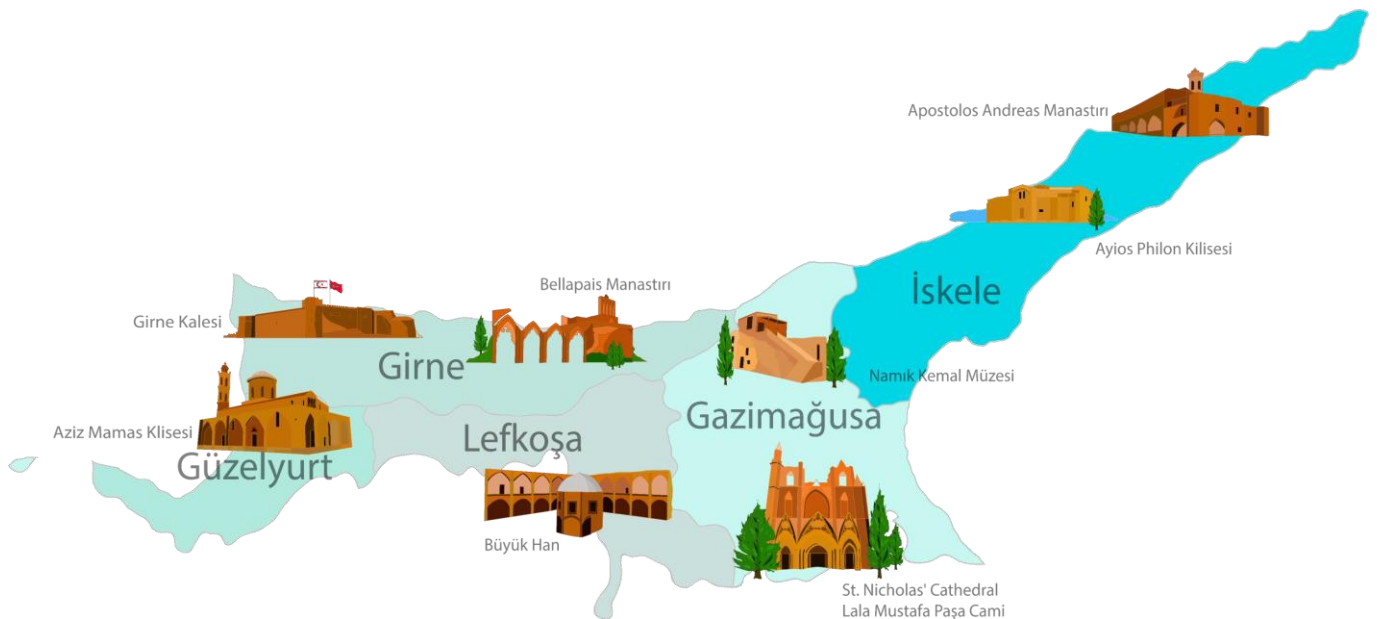 Apostolos Andreas Manastırı
Ayios Philon Kilisesi
İskele
Bellapais Manastırı
Girne Kalesi
Girne
Namık Kemal Müzesi
Gazimağusa
Aziz Mamas Klisesi
Lefkoşa
Güzelyurt
Büyük Han
St. Nicholas' Cathedral
Lala Mustafa Paşa Cami